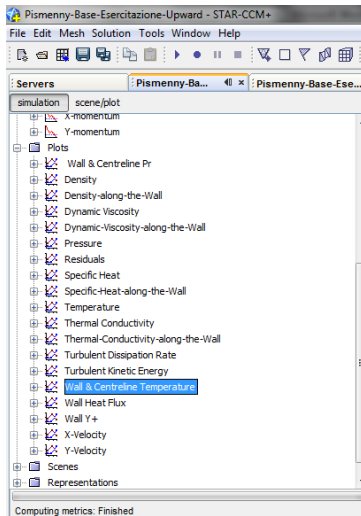 Pismenny-Base-Esercitazione-Upward - STAR-CCM+
File Edit Mesh Solution Tools Window Help
Servers Pismenny-Ba... Pismenny-Base-Ese...
simulation scene/plot
X-momentum
Y-momentum
Plots
Wall & Centreline Pr
Density
Density-along-the-Wall
Dynamic Viscosity
Dynamic-Viscosity-along-the-Wall
Pressure
Residuals
Specific Heat
Specific-Heat-along-the-Wall
Temperature
Thermal Conductivity
Thermal-Conductivity-along-the-Wall
Turbulent Dissipation Rate
Turbulent Kinetic Energy
Wall & Centreline Temperature
Wall Heat Flux
Wall Y+
X-Velocity
Y-Velocity
Scenes
Representations
Computing metrics: Finished